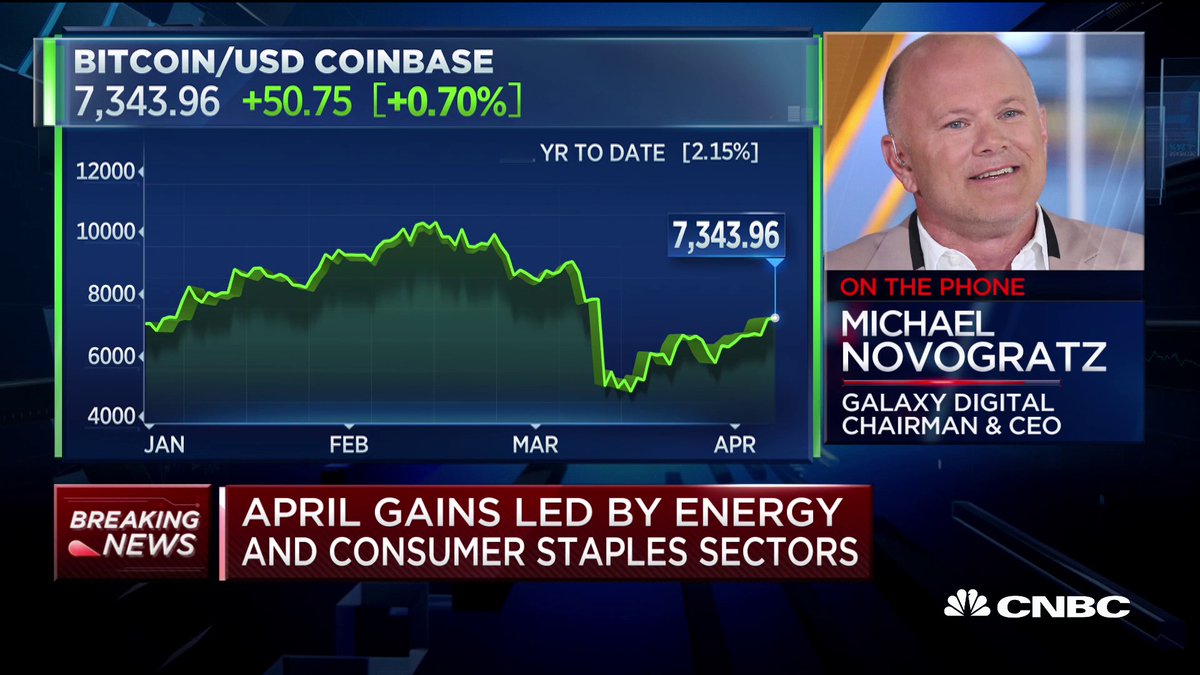 BITCOIN/USD COINBASE
7,343.96 +50.75 [+0.70%]
YR TO DATE [2.15%]
12000
10000
8000
6000
4000
7,343.96
JAN FEB MAR APR
ON THE PHONE
MICHAEL
NOVOGRATZ
GALAXY DIGITAL
CHAIRMAN & CEO
BREAKING
NEWS
APRIL GAINS LED BY ENERGY
AND CONSUMER STAPLES SECTORS
CNBC